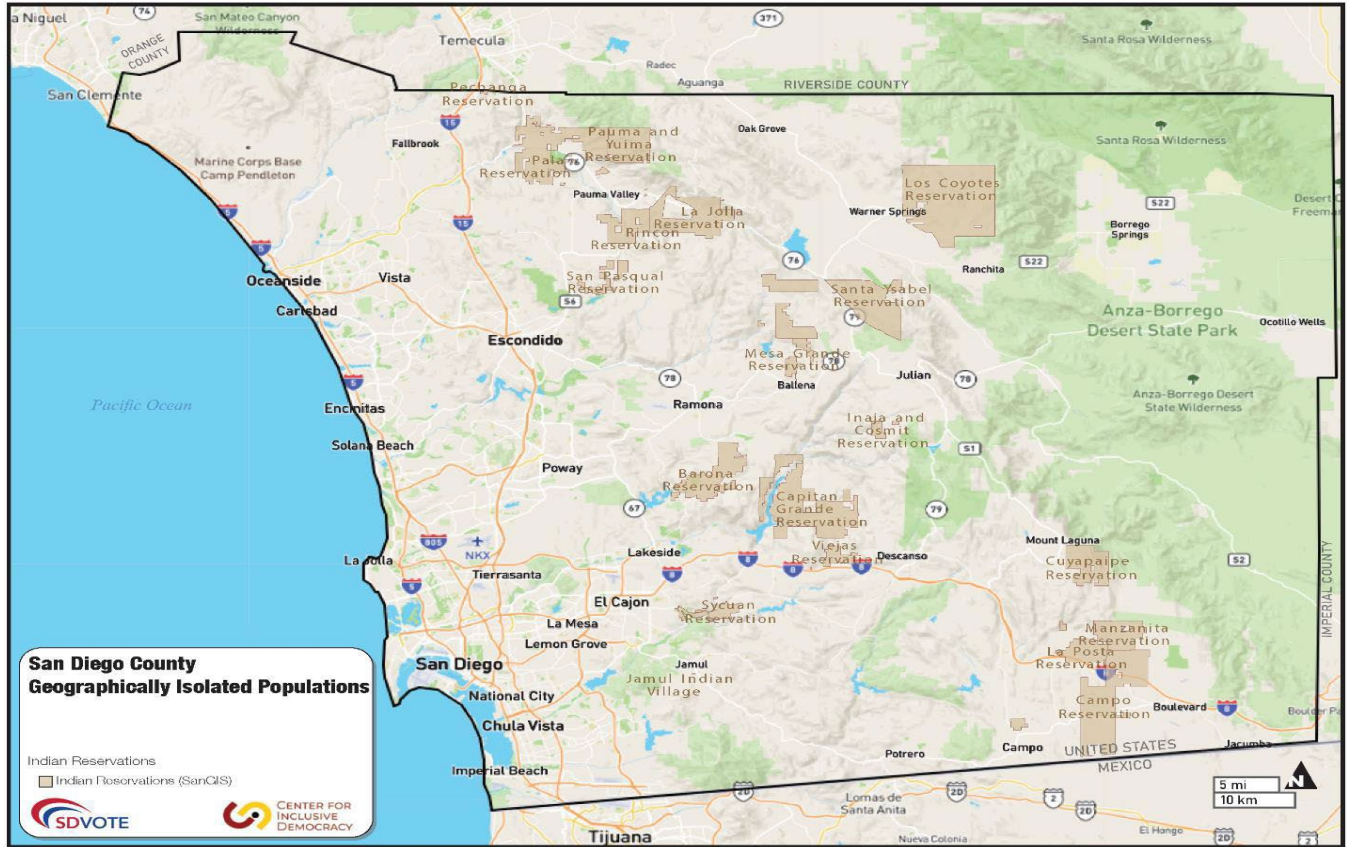 a Niguel
74
San Mateo Canyon
Wilderness
371
Temecula
Santa Rosa Wilderness
ORANGE
COUNTY
Radec
Aguanga
RIVERSIDE COUNTY
San Clemente
Pechanga
Reservation
15
Oak Grove
Fallbrook
Pauma and
Yuima
Reservation
Santa Rosa Wilderness
Marine Corps Base
Camp Pendleton
Pala
Reservation
76
Los Coyotes
Reservation
Pauma Valley
5
15
La Jolla
Reservation
Warner Springs
S22
Desert
Borrego
Springs
Rincon
Reservation
5
76
Oceanside
Vista
San Pasqual
Reservation
Ranchita
S22
S6
Santa Ysabel
Reservation
Carlsbad
79
Anza-Borrego
Desert State Park
Ocotillo Wells
Escondido
Mesa Grande
Reservation
78
Ballena
Julian
78
5
78
Pacific Ocean
Encinitas
Ramona
Anza-Borrego Desert
State Wilderness
Inaja and
Cosmit
Reservation
Solana Beach
S1
Poway
Barona
Reservation
Capitan
Grande
Reservation
67
79
805
NKX
La Jolla
Lakeside
Viejas
Reservation
Descanso
Mount Laguna
Cuyapaipe
Reservation
S2
8
8
8
8
Tierrasanta
5
El Cajon
Sycuan
Reservation
IMPERIAL COUNTY
La Mesa
Lemon Grove
Manzanita
Reservation
La Posta
Reservation
San Diego
Jamul
Jamul Indian
Village
National City
Campo
Reservation
Boulevard
8
Chula Vista
Campo
Potrero
UNITED STATES
MEXICO
Jacumba
Imperial Beach
2D
Lomas de
Santa Anita
2D
2
2D
Tijuana
Nueva Colonia
El Hongo
2D
2
San Diego County
Geographically Isolated Populations
Indian Reservations
Indian Reservations (SanGIS)
SDVOTE
CENTER FOR
INCLUSIVE
DEMOCRACY
5 mi
10 km
N